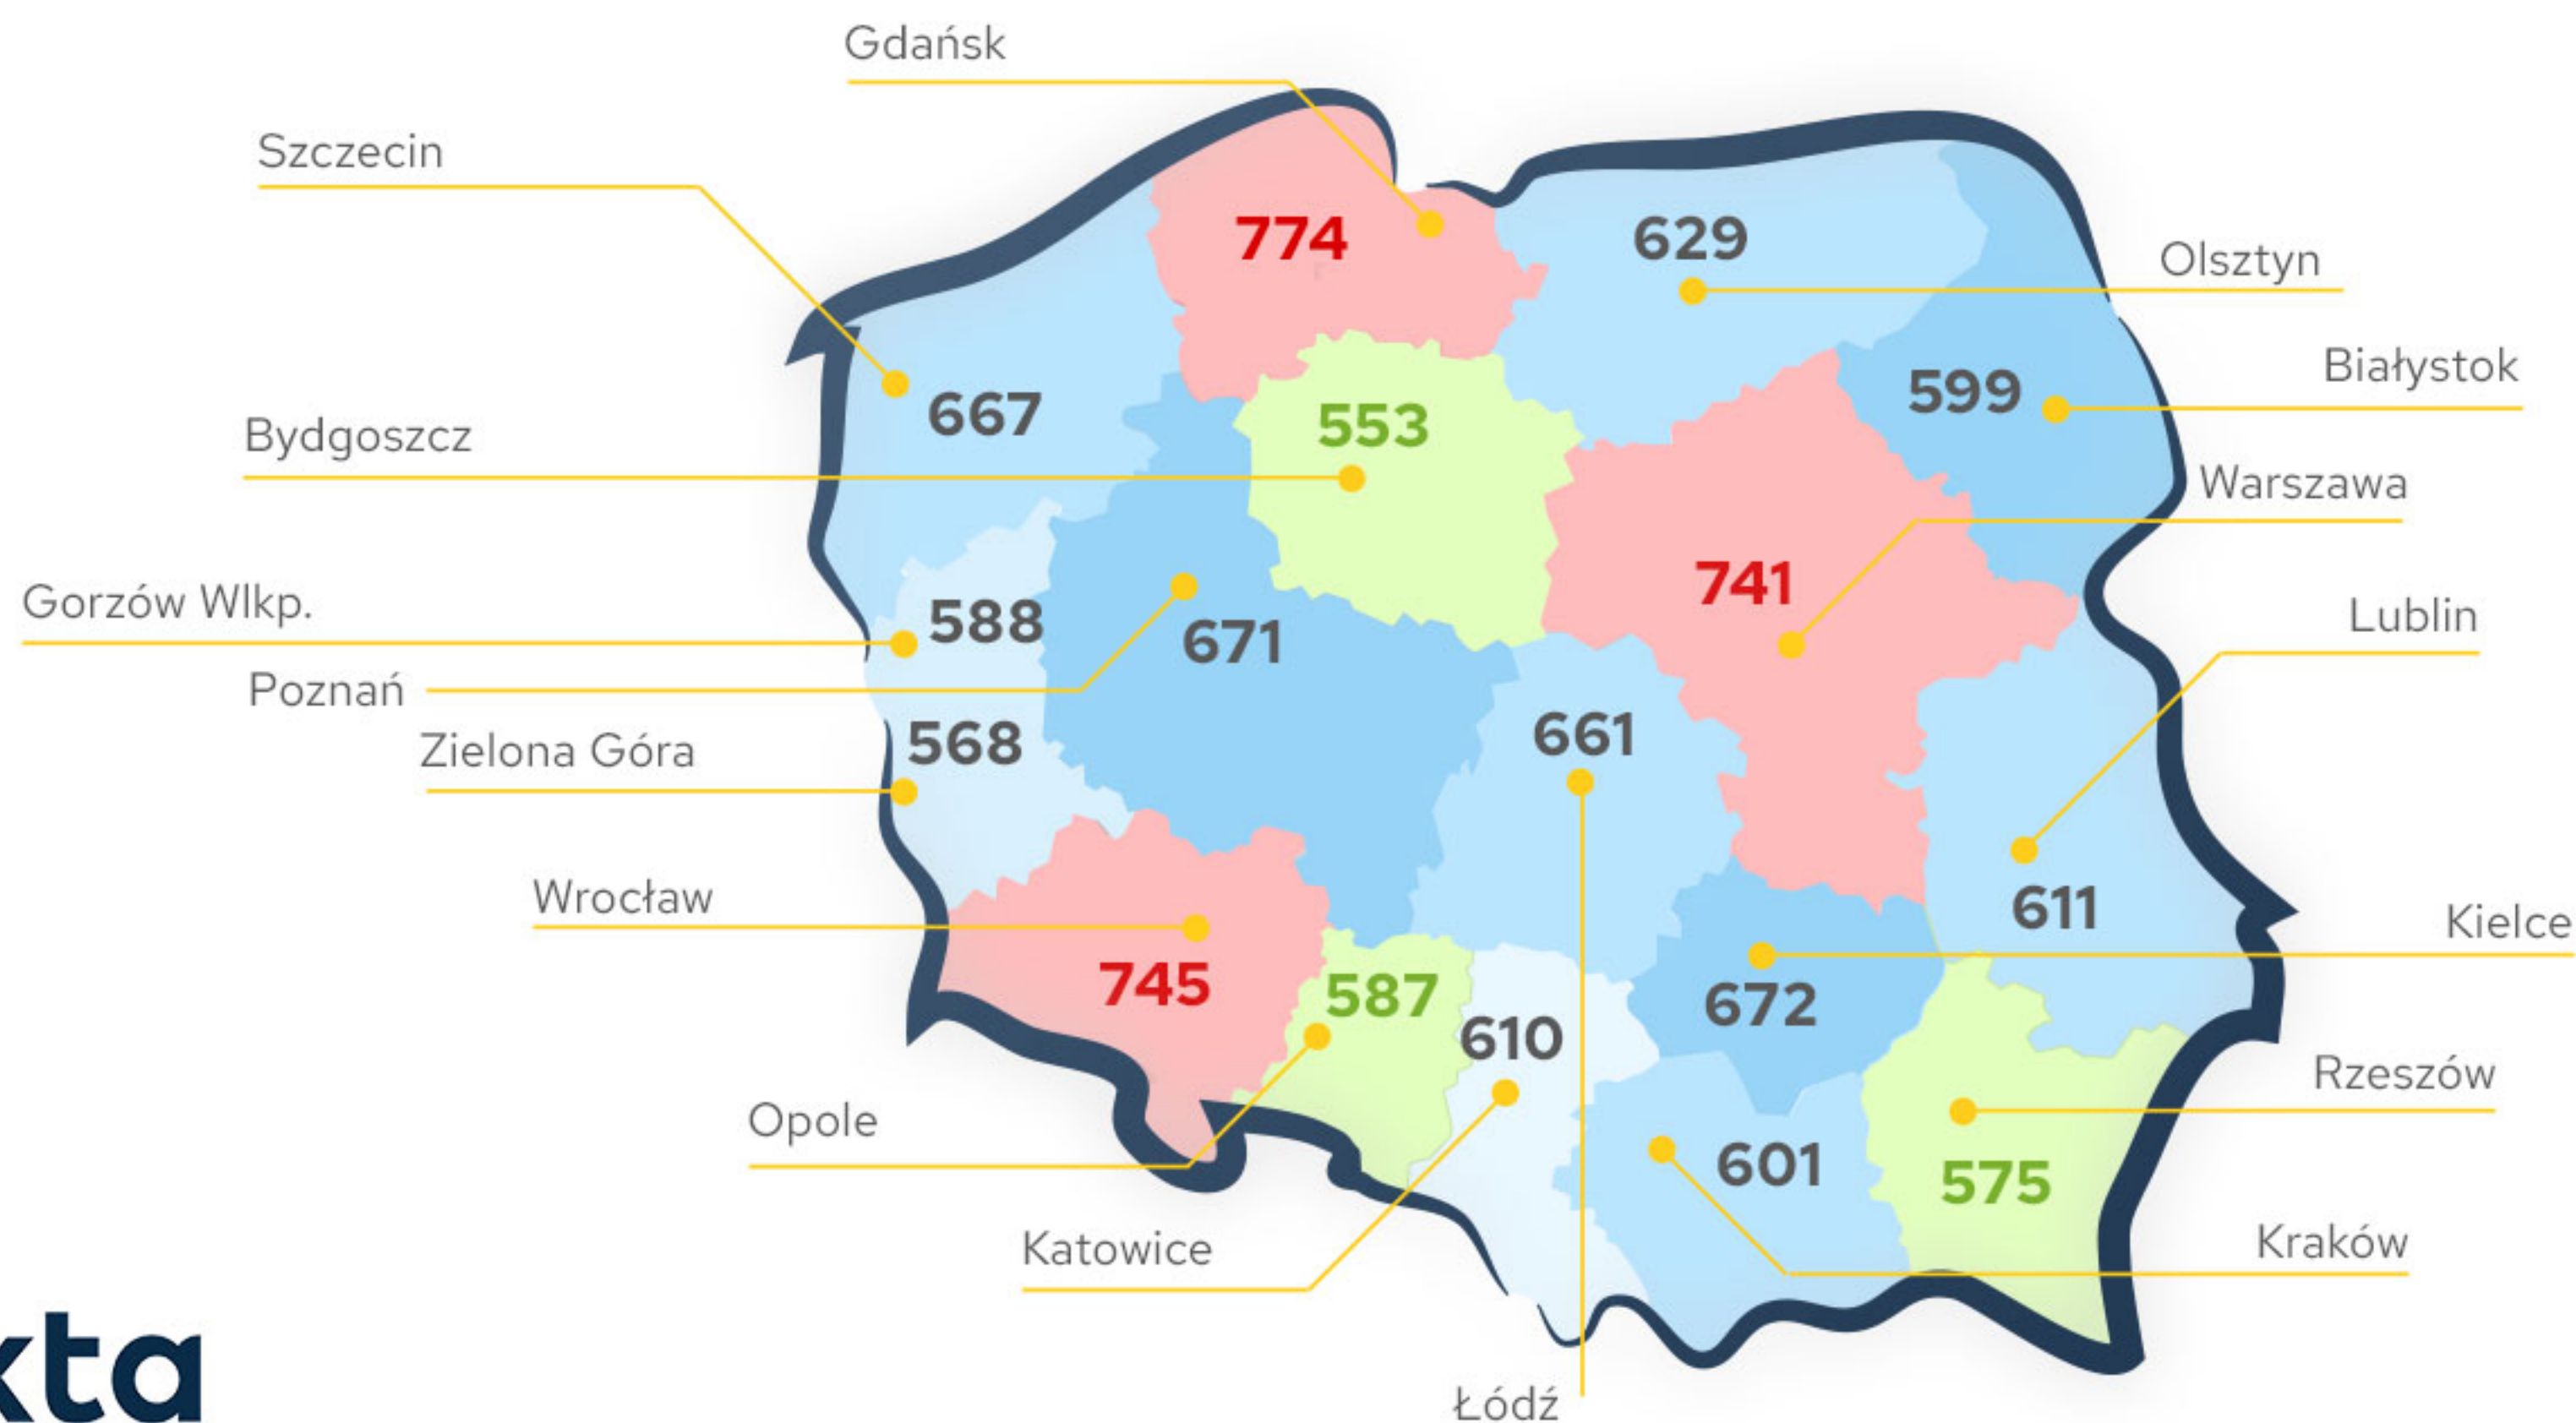 Gdańsk
Szczecin
774
629
Olsztyn
Białystok
599
667
553
Bydgoszcz
Warszawa
741
Gorzów Wlkp.
588
671
Lublin
Poznań
Zielona Góra
568
661
Wrocław
611
Kielce
745
587
610
672
Opole
Rzeszów
601
575
Katowice
Kraków
Łódź
xta